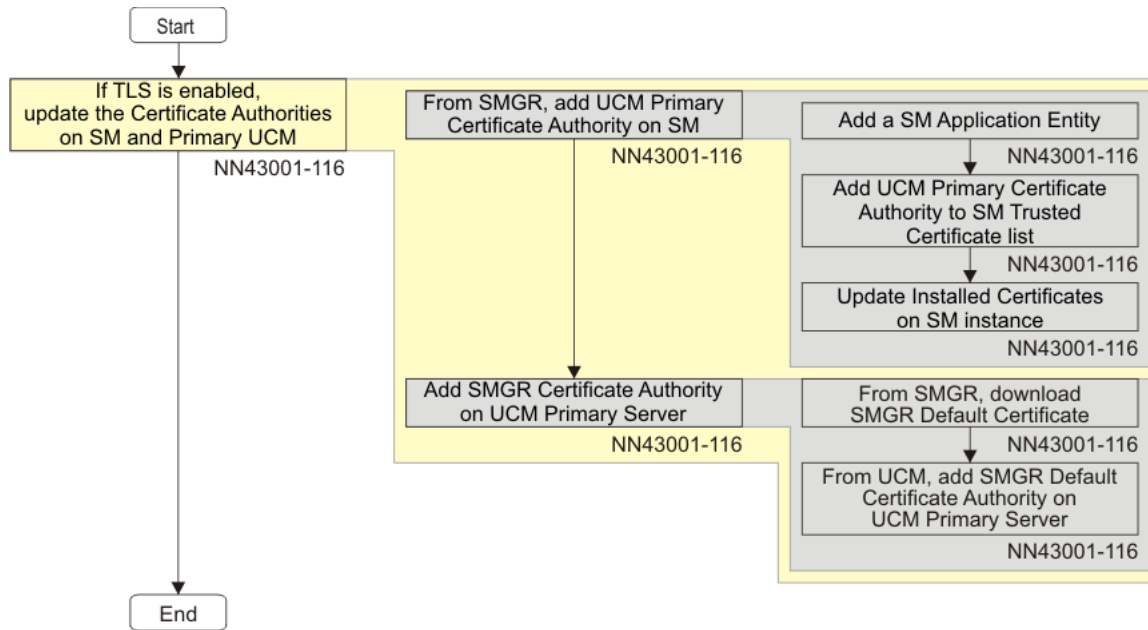 Start
If TLS is enabled,
update the Certificate Authorities
on SM and Primary UCM
NN43001-116
From SMGR, add UCM Primary
Certificate Authority on SM
NN43001-116
Add a SM Application Entity
NN43001-116
Add UCM Primary Certificate
Authority to SM Trusted
Certificate list
NN43001-116
Update Installed Certificates
on SM instance
NN43001-116
Add SMGR Certificate Authority
on UCM Primary Server
NN43001-116
From SMGR, download
SMGR Default Certificate
NN43001-116
From UCM, add SMGR Default
Certificate Authority on
UCM Primary Server
NN43001-116
End